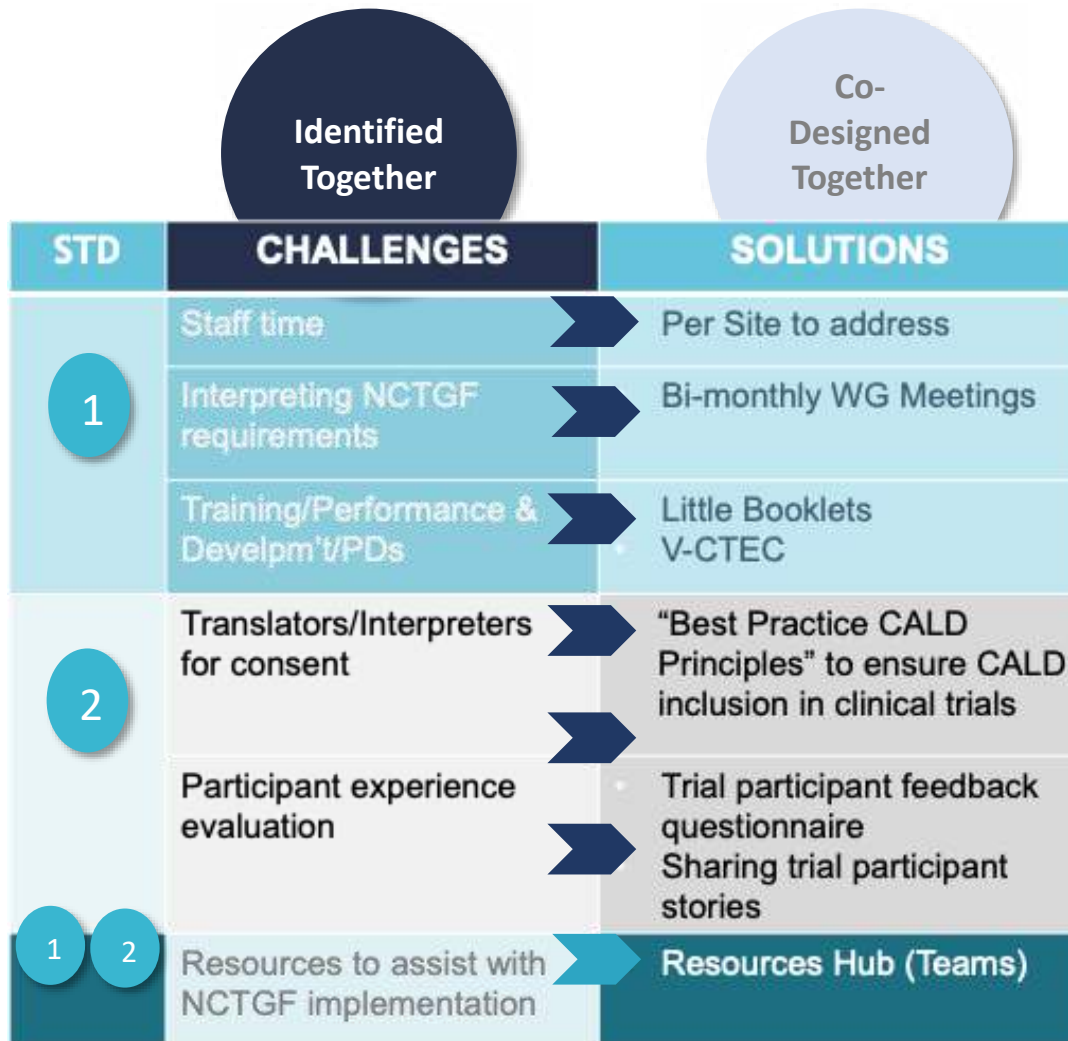 Identified
Together
Co-
Designed
Together
STD
CHALLENGES
SOLUTIONS
1
Staff time
Per Site to address
Interpreting NCTGF
requirements
Bi-monthly WG Meetings
Training/Performance &
Develpm't/PDs
Little Booklets
V-CTEC
2
Translators/Interpreters
for consent
“Best Practice CALD
Principles” to ensure CALD
inclusion in clinical trials
Participant experience
evaluation
Trial participant feedback
questionnaire
Sharing trial participant
stories
1 2
Resources to assist with
NCTGF implementation
Resources Hub (Teams)